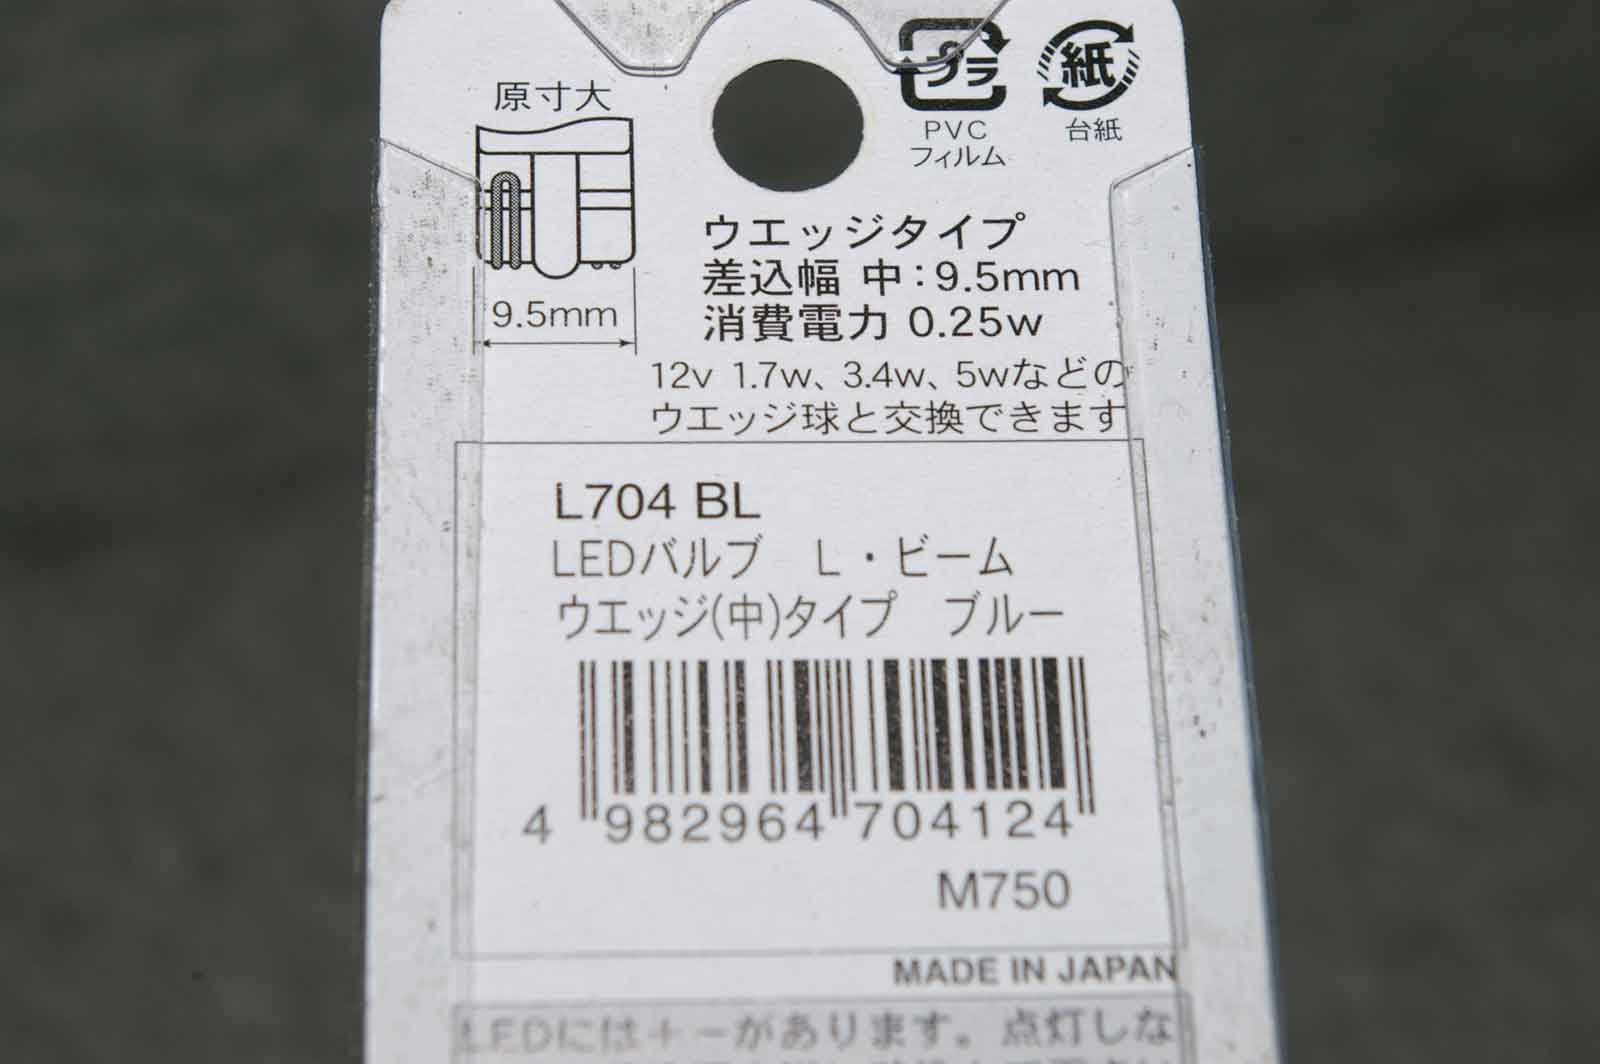 プラ
紙
PVC
フィルム
台紙
原寸大
9.5mm
ウエッジタイプ
差込幅 中：9.5mm
消費電力 0.25w
12v 1.7w、3.4w、5wなどの
ウエッジ球と交換できます
L704 BL
LEDバルブ　L・ビーム
ウエッジ(中)タイプ　ブルー
4 982964 704124
M750
MADE IN JAPAN
LEDには＋－があります。点灯しな